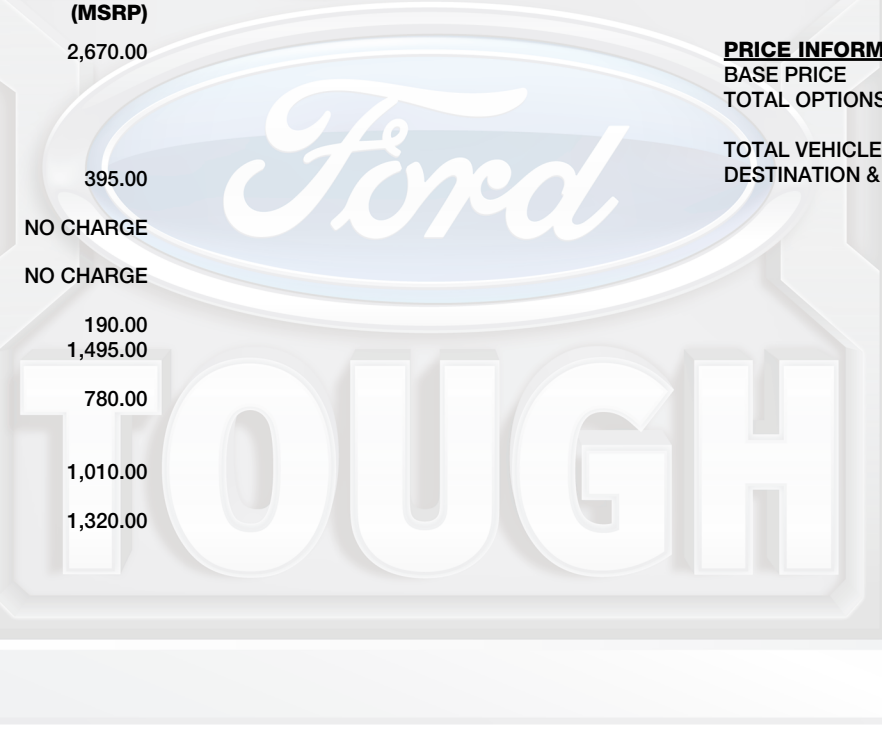 (MSRP)
2,670.00
395.00
NO CHARGE
NO CHARGE
190.00
1,495.00
780.00
1,010.00
1,320.00
PRICE INFORM
BASE PRICE
TOTAL OPTIONS
TOTAL VEHICLE
DESTINATION &
Ford
TOUGH